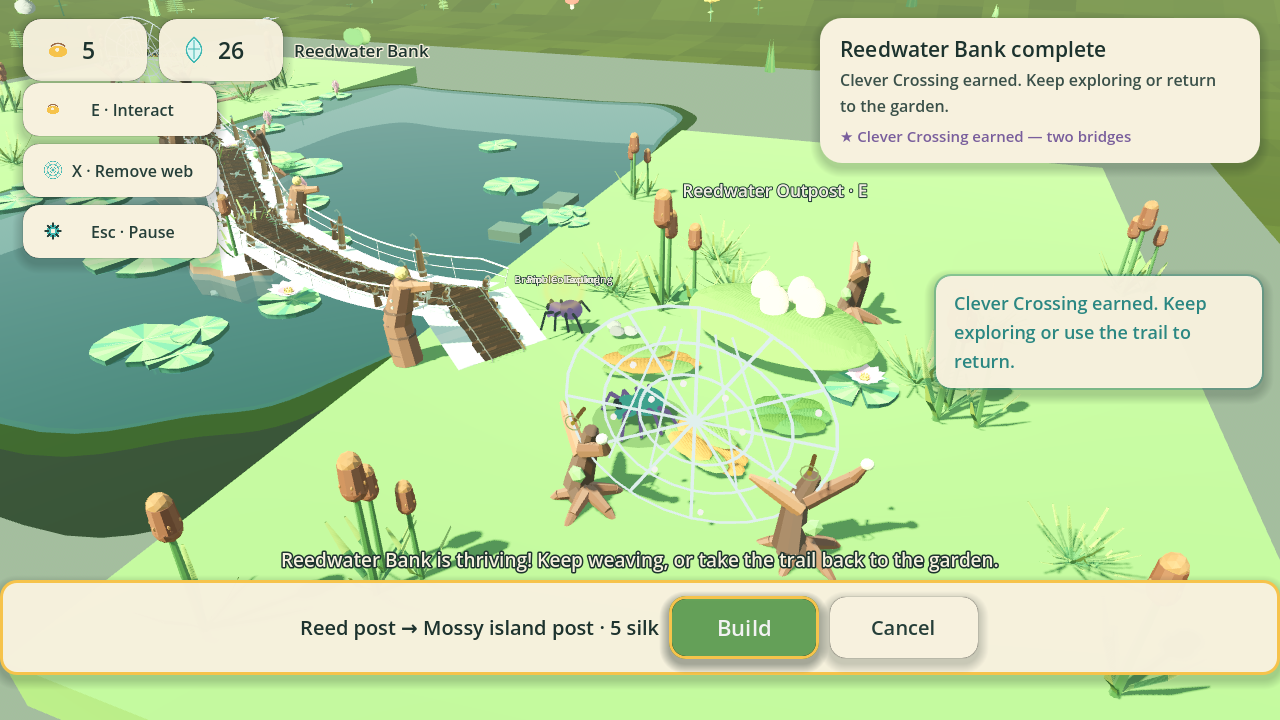 5
26
Reedwater Bank
E · Interact
X · Remove web
Esc · Pause
Reedwater Bank complete
Clever Crossing earned. Keep exploring or return
to the garden.
★ Clever Crossing earned — two bridges
Reedwater Outpost · E
Clever Crossing earned. Keep
exploring or use the trail to
return.
Reedwater Bank is thriving! Keep weaving, or take the trail back to the garden.
Reed post → Mossy island post · 5 silk
Build
Cancel